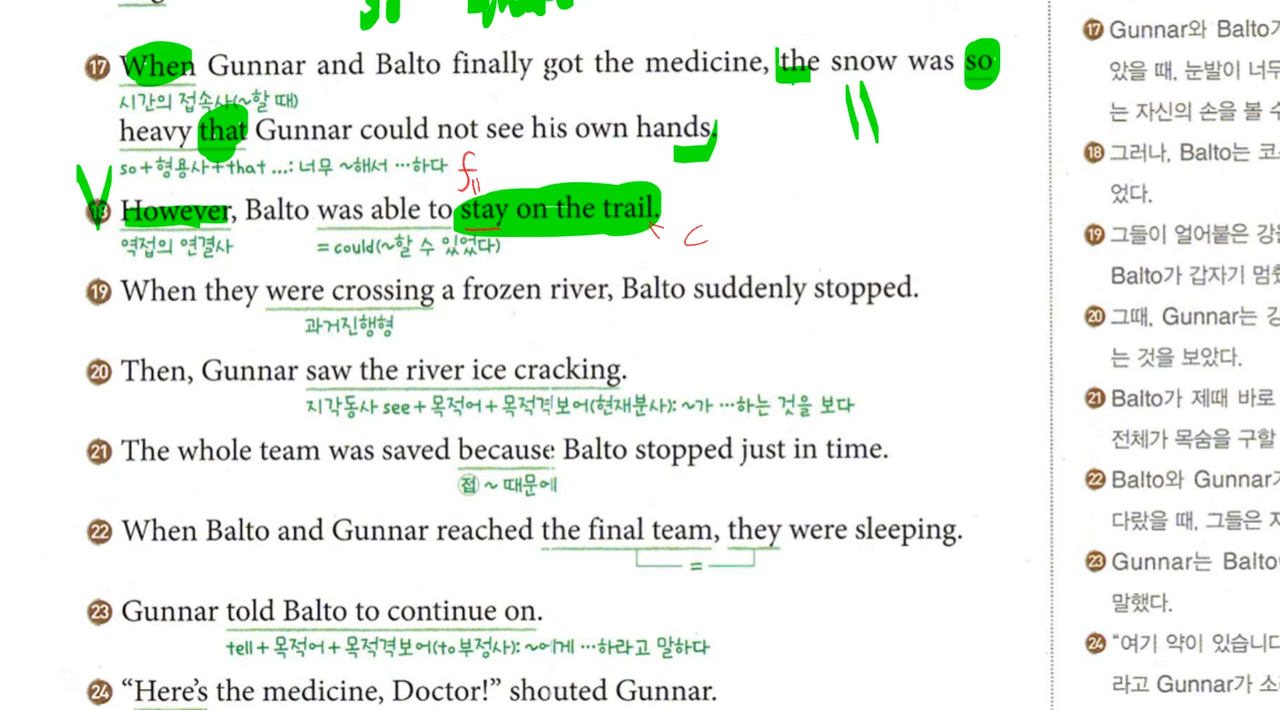 17 When Gunnar and Balto finally got the medicine, the snow was so
시간의 접속사(~할 때)
heavy that Gunnar could not see his own hands.
so+형용사+that ...: 너무 ~해서 …하다
18 However, Balto was able to stay on the trail.
역접의 연결사
= could(~할 수 있었다)
C
19 When they were crossing a frozen river, Balto suddenly stopped.
과거진행형
20 Then, Gunnar saw the river ice cracking.
지각동사 see+목적어+목적격보어(현재분사): ~가 …하는 것을 보다
21 The whole team was saved because Balto stopped just in time.
접 ~ 때문에
22 When Balto and Gunnar reached the final team, they were sleeping.
=
23 Gunnar told Balto to continue on.
tell+목적어+목적격보어(to부정사): ~에게 …하라고 말하다
24 “Here’s the medicine, Doctor!” shouted Gunnar.
17 Gunnar와 Balto가
았을 때, 눈발이 너무
는 자신의 손을 볼 수
18 그러나, Balto는 코
었다.
19 그들이 얼어붙은 강을
Balto가 갑자기 멈췄
20 그때, Gunnar는 강
는 것을 보았다.
21 Balto가 제때 바로
전체가 목숨을 구할
22 Balto와 Gunnar가
다랐을 때, 그들은 자
23 Gunnar는 Balto에
말했다.
24 “여기 약이 있습니다
라고 Gunnar가 소